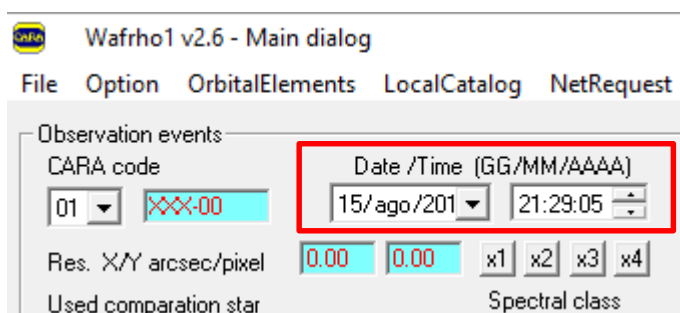 CARA Wafrho1 v2.6 - Main dialog
File Option OrbitalElements LocalCatalog NetRequest
Observation events
CARA code Date /Time (GG/MM/AAAA)
01 XXX-00 15/ago/201 21:29:05
Res. X/Y arcsec/pixel 0.00 0.00 x1 x2 x3 x4
Used comparation star Spectral class